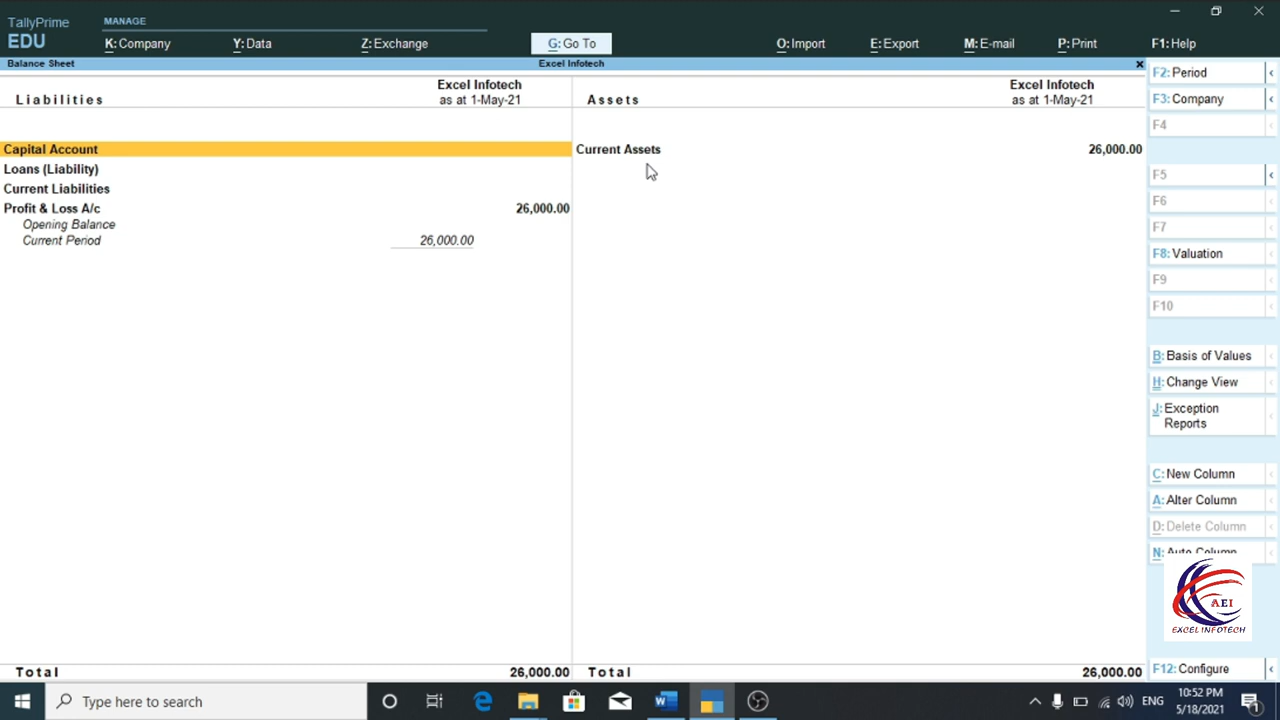 TallyPrime
EDU
MANAGE
K: Company
Y: Data
Z: Exchange
G: Go To
O: Import
E: Export
M: E-mail
P: Print
F1: Help
Balance Sheet
Excel Infotech
Liabilities
Excel Infotech
as at 1-May-21
Assets
Excel Infotech
as at 1-May-21
Capital Account
Loans (Liability)
Current Liabilities
Profit & Loss A/c 26,000.00
Opening Balance
Current Period 26,000.00
Current Assets 26,000.00
Total 26,000.00
Total 26,000.00
F2: Period
F3: Company
F4
F5
F6
F7
F8: Valuation
F9
F10
B: Basis of Values
H: Change View
J: Exception
Reports
C: New Column
A: Alter Column
D: Delete Column
N: Auto Column
AEI
EXCEL INFOTECH
F12: Configure
Type here to search
ENG
10:52 PM
5/18/2021
1